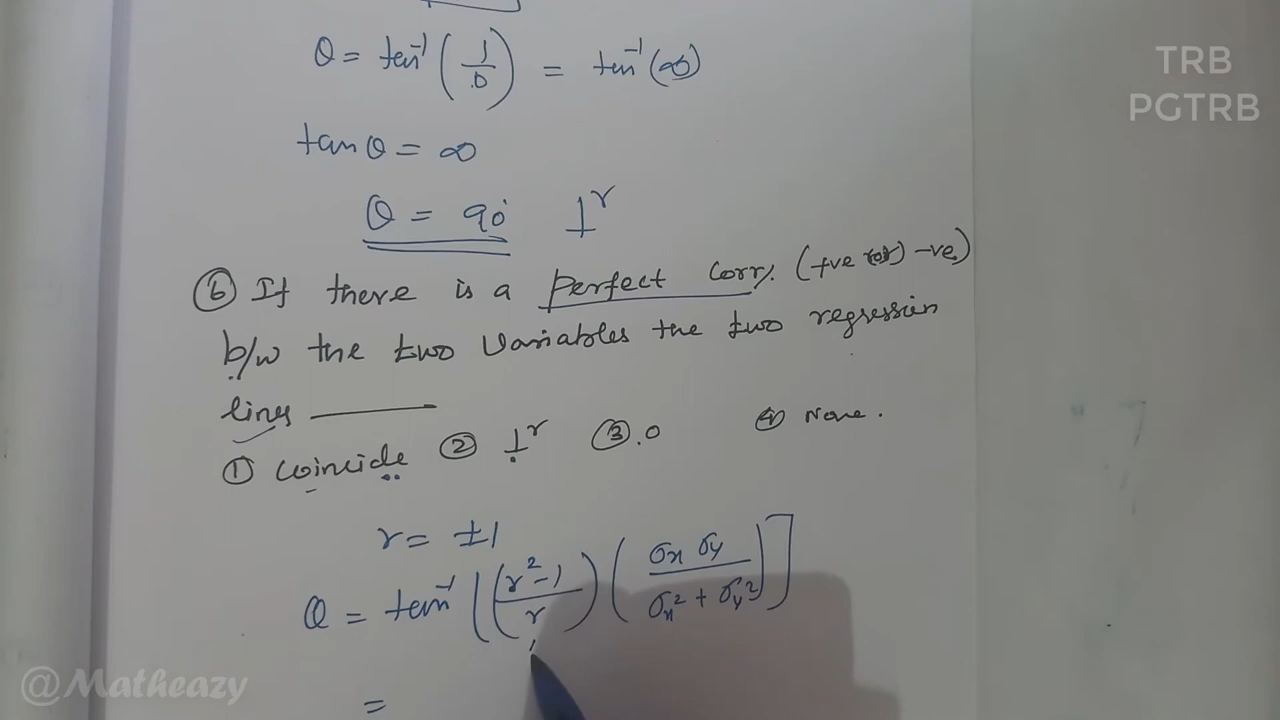 θ = tan⁻¹ (1/0) = tan⁻¹ (∞)
TRB
PGTRB
tan θ = ∞
θ = 90° ⊥r
⑥ If there is a perfect corr. (+ve (or) -ve)
b/w the two variables the two regression
lines ______
① coincide ② ⊥r ③ 0 ④ None.
r = ±1
θ = tan⁻¹ [((r²-1)/r) (σx σy / (σx² + σy²))]
=
@Matheazy